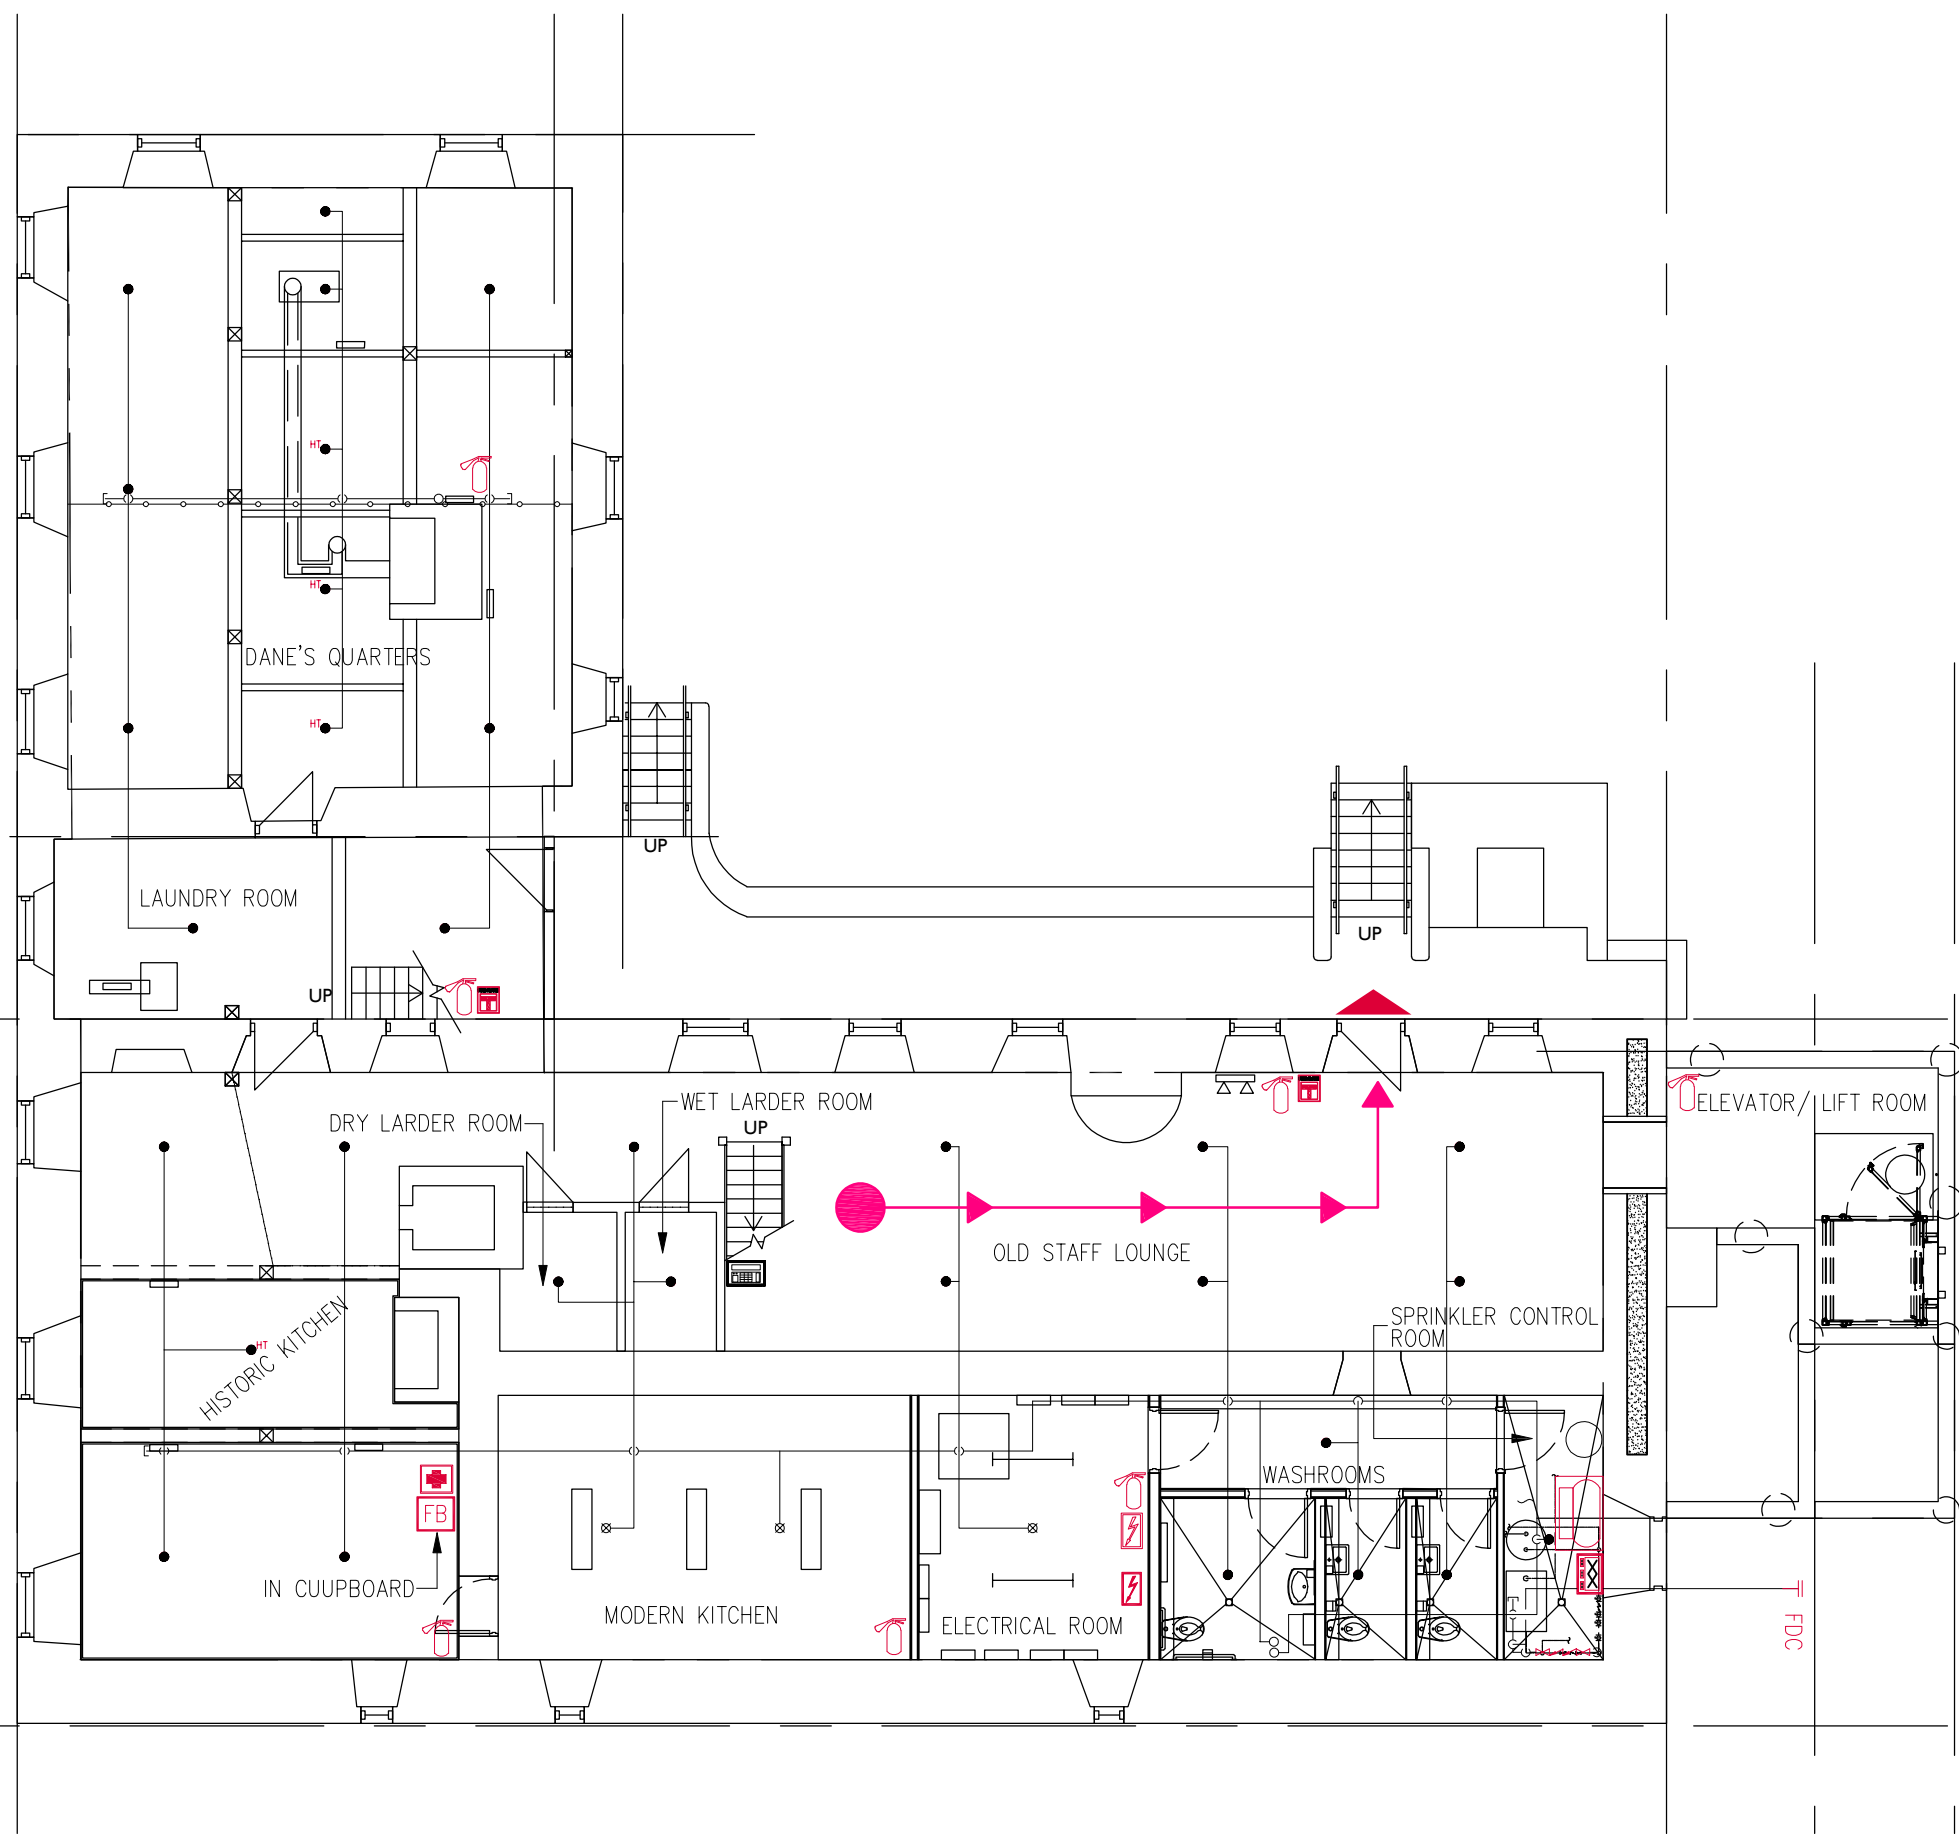 HT
HT
DANE'S QUARTERS
HT
UP
LAUNDRY ROOM
UP
UP
WET LARDER ROOM
DRY LARDER ROOM
UP
ELEVATOR/ LIFT ROOM
OLD STAFF LOUNGE
SPRINKLER CONTROL
ROOM
HT
HISTORIC KITCHEN
WASHROOMS
FB
IN CUUPBOARD
MODERN KITCHEN
ELECTRICAL ROOM
FDC